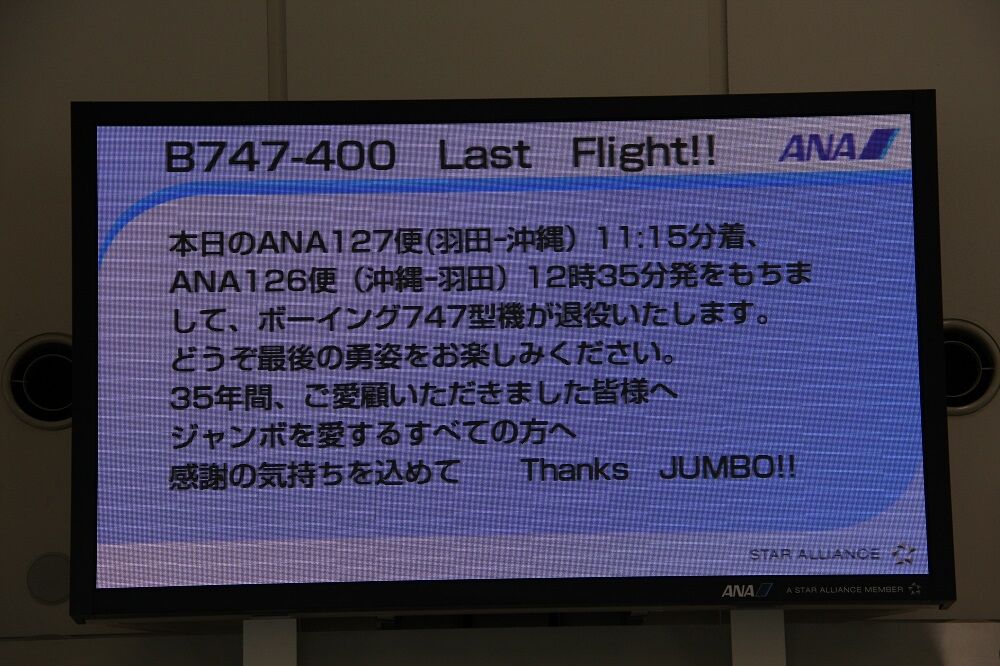 B747-400 Last Flight!! ANA
本日のANA127便(羽田-沖縄）11:15分着、
ANA126便（沖縄-羽田）12時35分発をもちま
して、ボーイング747型機が退役いたします。
どうぞ最後の勇姿をお楽しみください。
35年間、ご愛顧いただきました皆様へ
ジャンボを愛するすべての方へ
感謝の気持ちを込めて Thanks JUMBO!!
STAR ALLIANCE
ANA A STAR ALLIANCE MEMBER